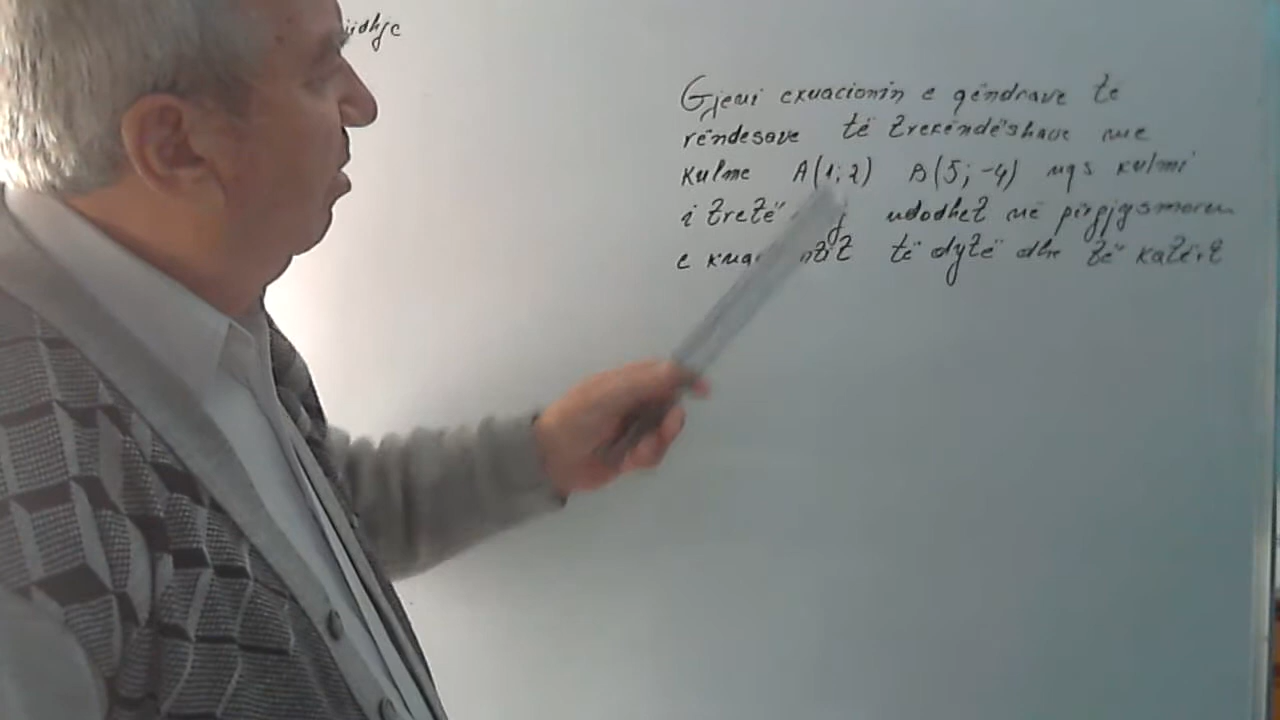 Gjeni ekuacionin e qëndrave të
rëndesave të trekëndëshave me
kulme A(1; 2) B(5; -4) nqs kulmi
i tretë ndodhet në përgjysmoren
e të dytë dhe të katërt